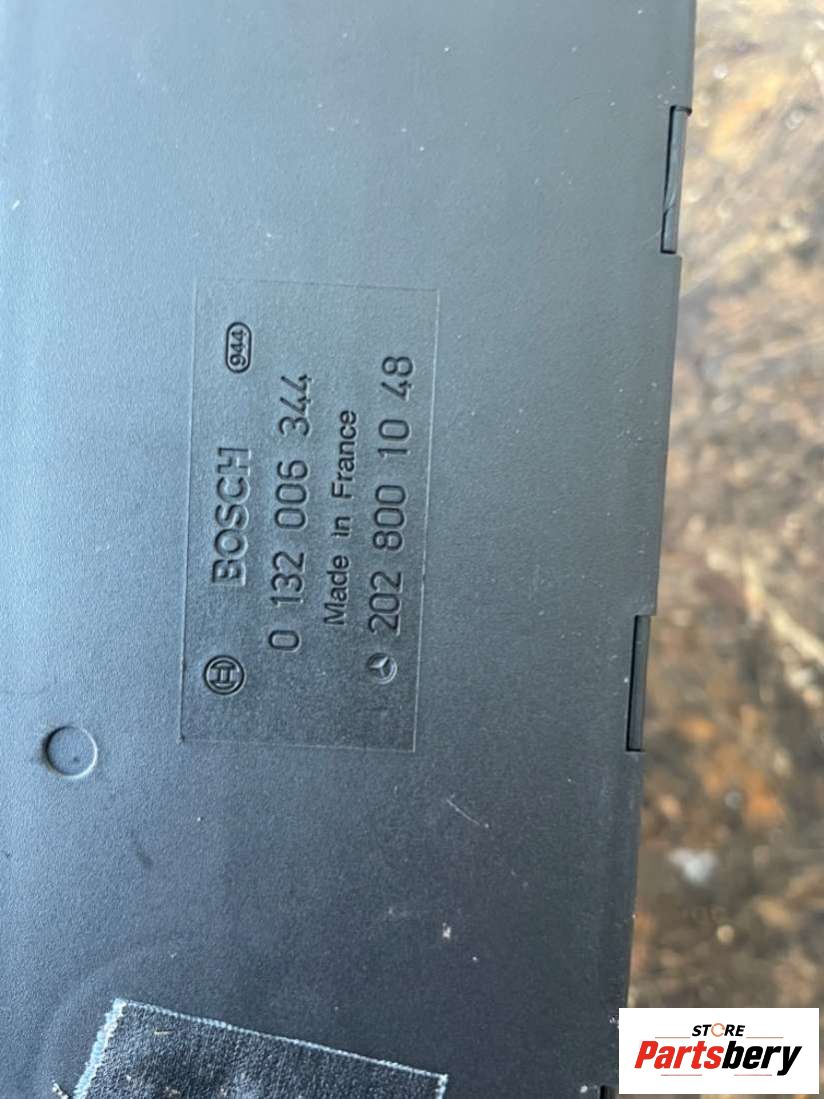 BOSCH 944
0 132 006 344
Made in France
202 800 10 48
STORE
Partsbery